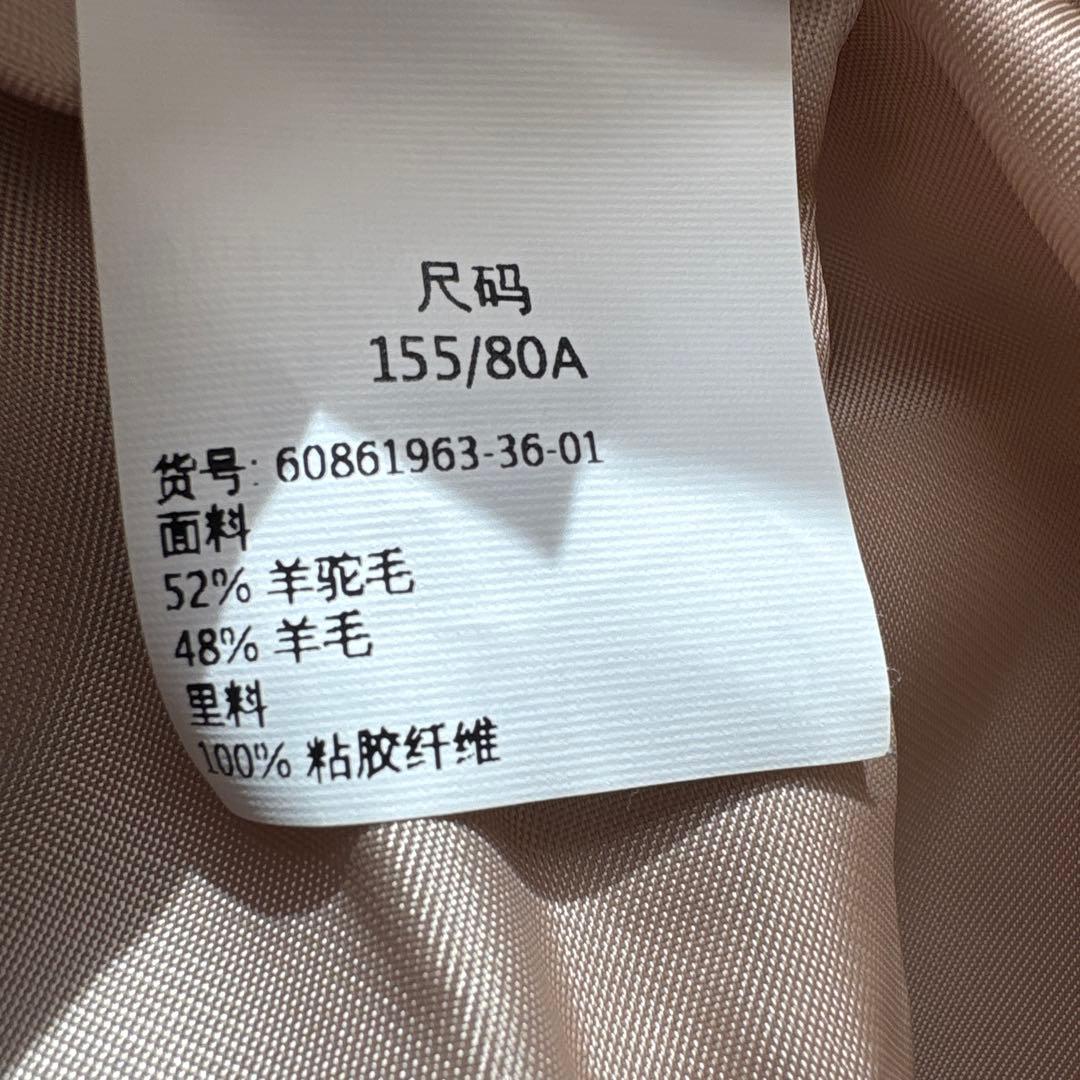 尺码
155/80A
货号: 60861963-36-01
面料
52% 羊驼毛
48% 羊毛
里料
100% 粘胶纤维